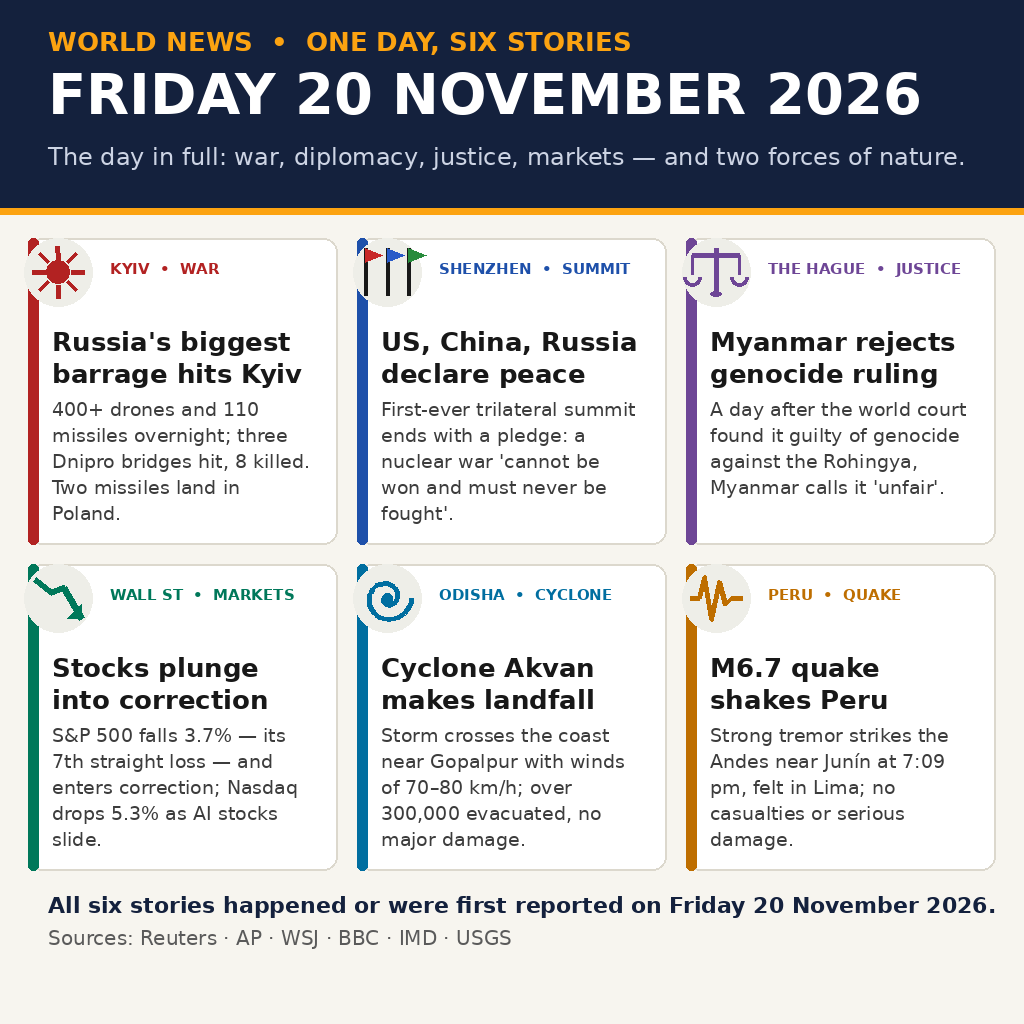 WORLD NEWS • ONE DAY, SIX STORIES
FRIDAY 20 NOVEMBER 2026
The day in full: war, diplomacy, justice, markets — and two forces of nature.
KYIV • WAR
Russia's biggest
barrage hits Kyiv
400+ drones and 110
missiles overnight; three
Dnipro bridges hit, 8 killed.
Two missiles land in
Poland.
SHENZHEN • SUMMIT
US, China, Russia
declare peace
First-ever trilateral summit
ends with a pledge: a
nuclear war 'cannot be
won and must never be
fought'.
THE HAGUE • JUSTICE
Myanmar rejects
genocide ruling
A day after the world court
found it guilty of genocide
against the Rohingya,
Myanmar calls it 'unfair'.
WALL ST • MARKETS
Stocks plunge
into correction
S&P 500 falls 3.7% — its
7th straight loss — and
enters correction; Nasdaq
drops 5.3% as AI stocks
slide.
ODISHA • CYCLONE
Cyclone Akvan
makes landfall
Storm crosses the coast
near Gopalpur with winds
of 70–80 km/h; over
300,000 evacuated, no
major damage.
PERU • QUAKE
M6.7 quake
shakes Peru
Strong tremor strikes the
Andes near Junín at 7:09
pm, felt in Lima; no
casualties or serious
damage.
All six stories happened or were first reported on Friday 20 November 2026.
Sources: Reuters · AP · WSJ · BBC · IMD · USGS